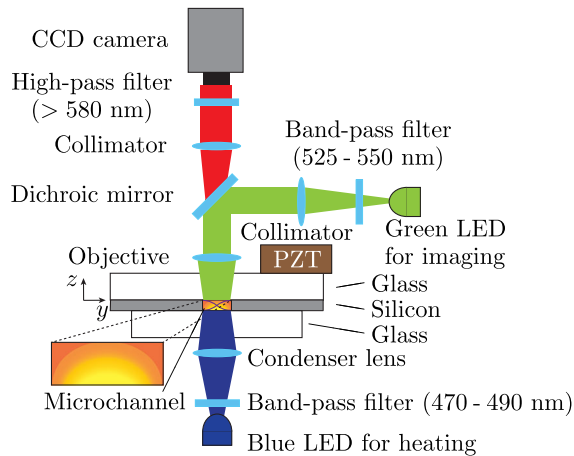 CCD camera
High-pass filter
(> 580 nm)
Collimator
Band-pass filter
(525 - 550 nm)
Dichroic mirror
Green LED
for imaging
Collimator
Objective
PZT
z
y
Glass
Silicon
Glass
Condenser lens
Microchannel
Band-pass filter (470 - 490 nm)
Blue LED for heating